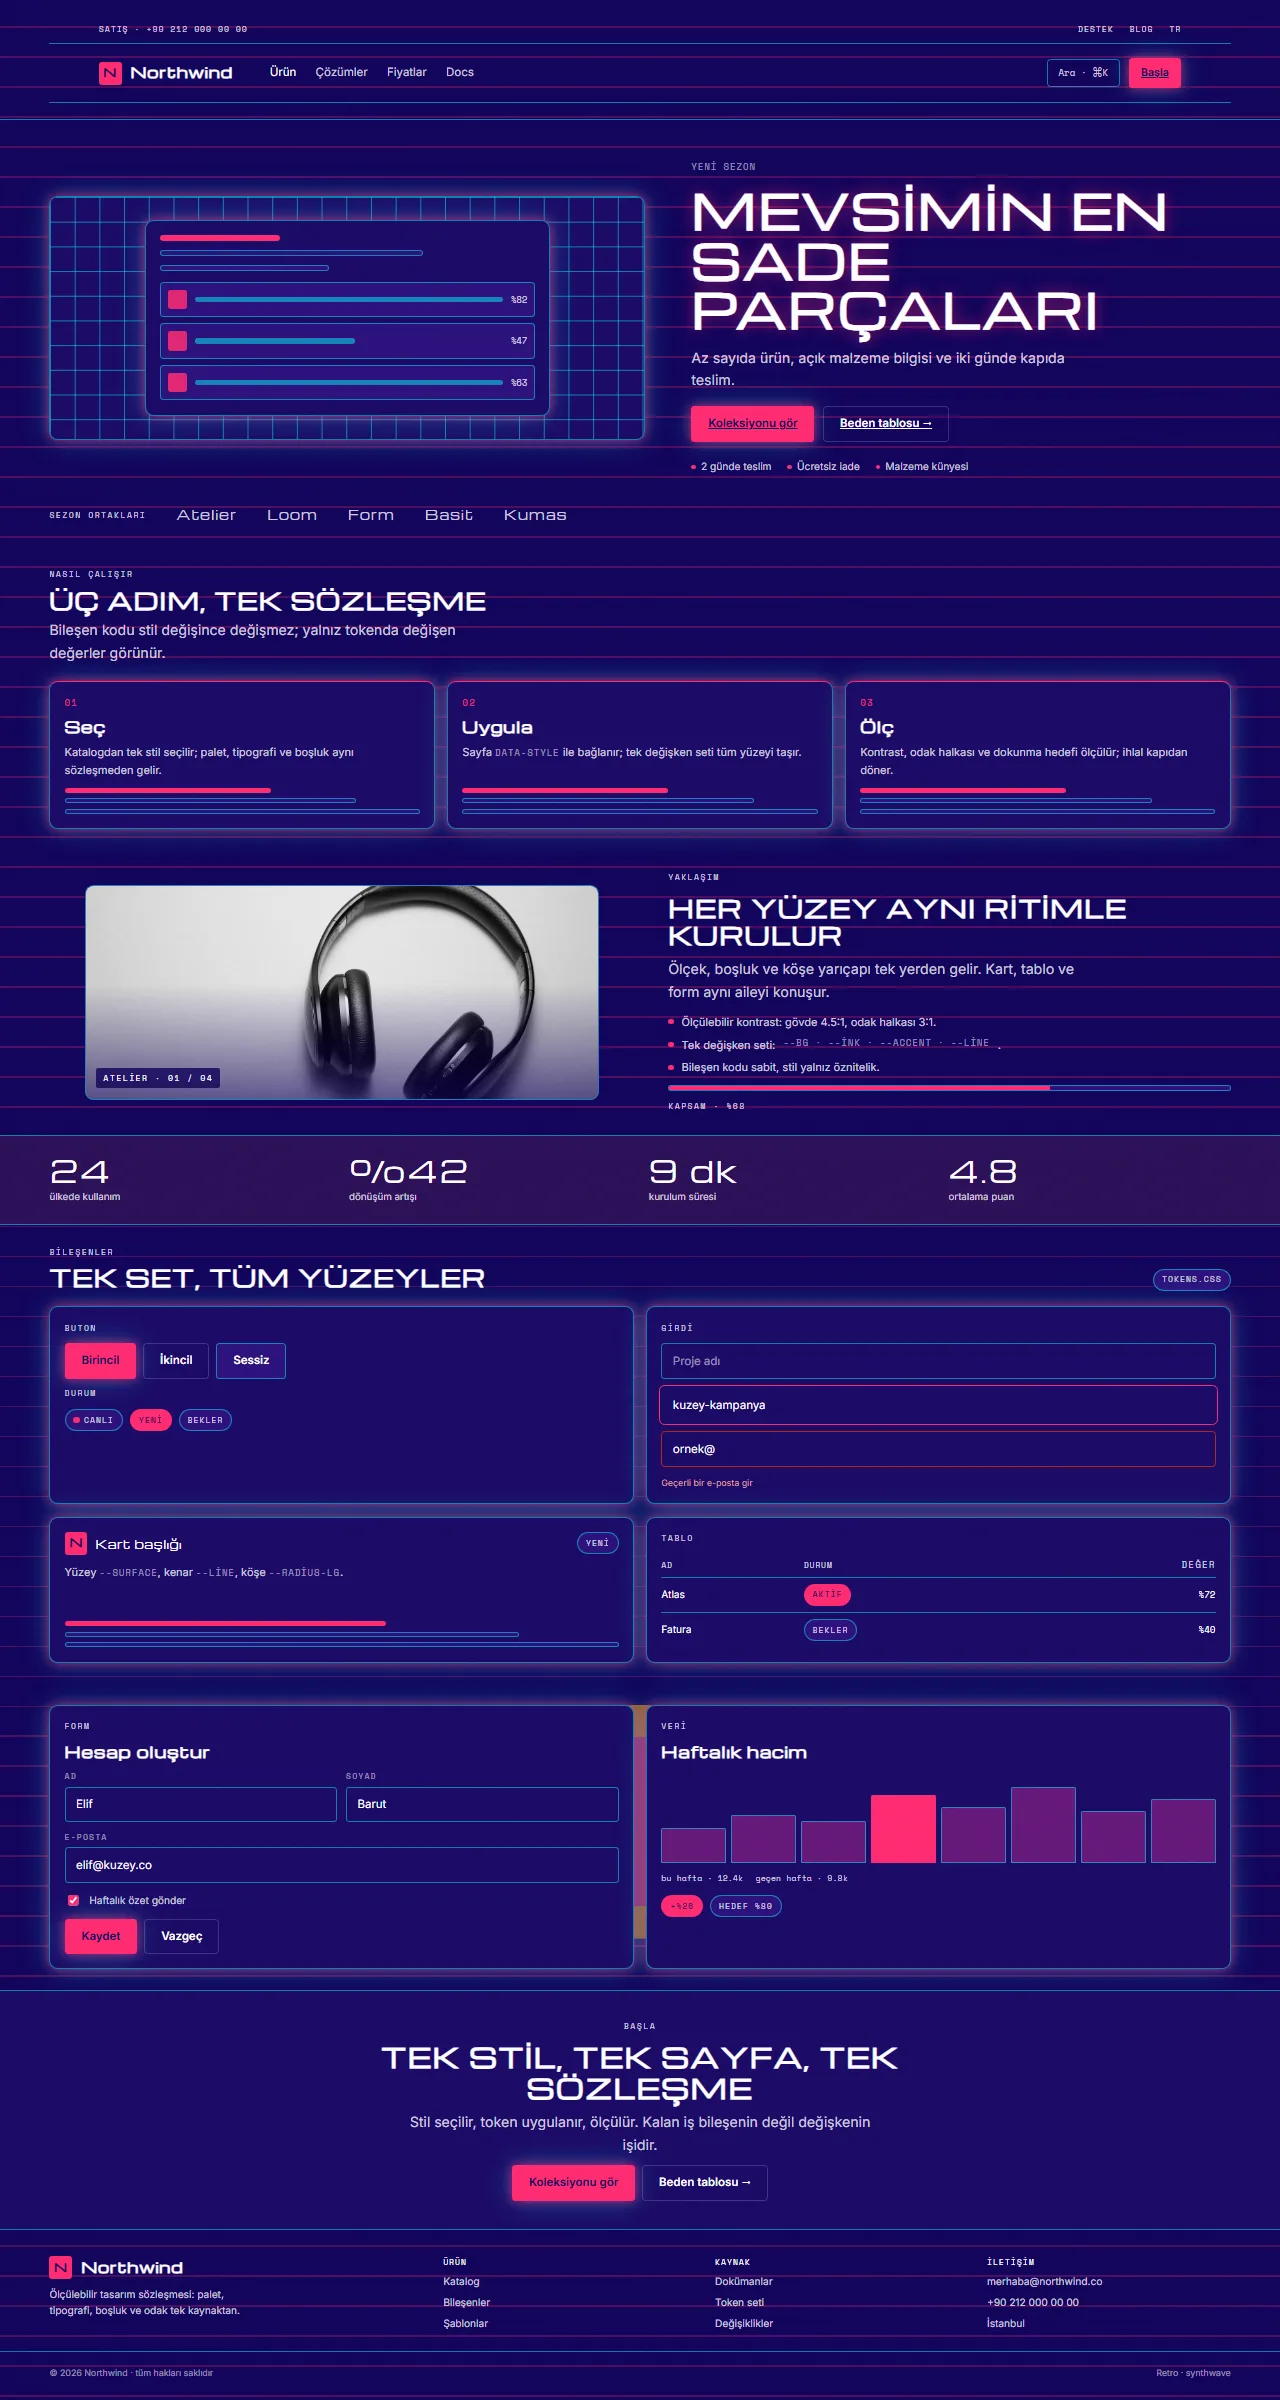 SATIŞ · +90 212 000 00 00
DESTEK BLOG TR
N Northwind Ürün Çözümler Fiyatlar Docs Ara · ⌘K Başla
YENİ SEZON
MEVSİMİN EN
SADE
PARÇALARI
Az sayıda ürün, açık malzeme bilgisi ve iki günde kapıda
teslim.
Koleksiyonu gör Beden tablosu →
2 günde teslim Ücretsiz iade Malzeme künyesi
%82
%47
%63
SEZON ORTAKLARI Atelier Loom Form Basit Kumas
NASIL ÇALIŞIR
ÜÇ ADIM, TEK SÖZLEŞME
Bileşen kodu stil değişince değişmez; yalnız tokenda değişen
değerler görünür.
01
Seç
Katalogdan tek stil seçilir; palet, tipografi ve boşluk aynı
sözleşmeden gelir.
02
Uygula
Sayfa DATA-STYLE ile bağlanır; tek değişken seti tüm yüzeyi taşır.
03
Ölç
Kontrast, odak halkası ve dokunma hedefi ölçülür; ihlal kapıdan
döner.
ATELİER · 01 / 04
YAKLAŞIM
HER YÜZEY AYNI RİTİMLE
KURULUR
Ölçek, boşluk ve köşe yarıçapı tek yerden gelir. Kart, tablo ve
form aynı aileyi konuşur.
Ölçülebilir kontrast: gövde 4.5:1, odak halkası 3:1.
Tek değişken seti: --BG · --İNK · --ACCENT · --LİNE .
Bileşen kodu sabit, stil yalnız öznitelik.
KAPSAM · %68
24
ülkede kullanım
%42
dönüşüm artışı
9 dk
kurulum süresi
4.8
ortalama puan
BİLEŞENLER
TEK SET, TÜM YÜZEYLER
TOKENS.CSS
BUTON
Birincil İkincil Sessiz
DURUM
CANLI YENİ BEKLER
GİRDİ
Proje adı
kuzey-kampanya
ornek@
Geçerli bir e-posta gir
N Kart başlığı YENİ
Yüzey --SURFACE, kenar --LİNE, köşe --RADİUS-LG.
TABLO
AD DURUM DEĞER
Atlas AKTİF %72
Fatura BEKLER %40
FORM
Hesap oluştur
AD SOYAD
Elif Barut
E-POSTA
elif@kuzey.co
Haftalık özet gönder
Kaydet Vazgeç
VERİ
Haftalık hacim
bu hafta · 12.4k geçen hafta · 9.8k
+%26 HEDEF %80
BAŞLA
TEK STİL, TEK SAYFA, TEK
SÖZLEŞME
Stil seçilir, token uygulanır, ölçülür. Kalan iş bileşenin değil değişkenin
işidir.
Koleksiyonu gör Beden tablosu →
N Northwind
Ölçülebilir tasarım sözleşmesi: palet,
tipografi, boşluk ve odak tek kaynaktan.
ÜRÜN
Katalog
Bileşenler
Şablonlar
KAYNAK
Dokümanlar
Token seti
Değişiklikler
İLETİŞİM
merhaba@northwind.co
+90 212 000 00 00
İstanbul
© 2026 Northwind · tüm hakları saklıdır
Retro · synthwave